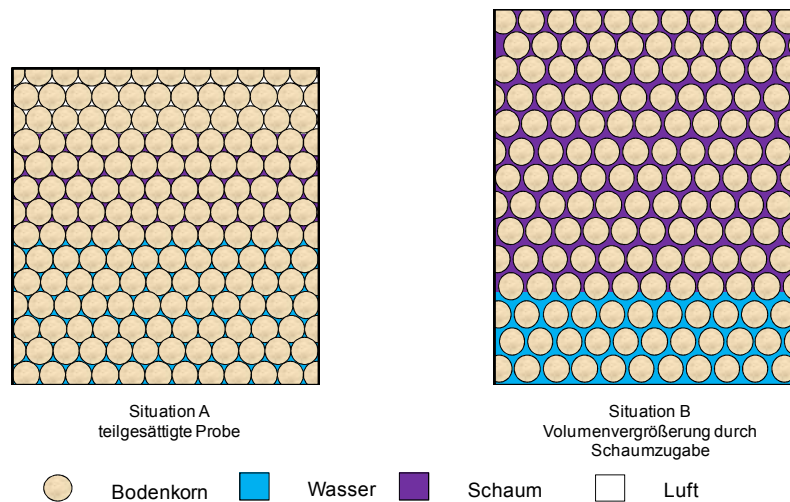 Situation A
teilgesättigte Probe
Situation B
Volumenvergrößerung durch
Schaumzugabe
Bodenkorn
Wasser
Schaum
Luft